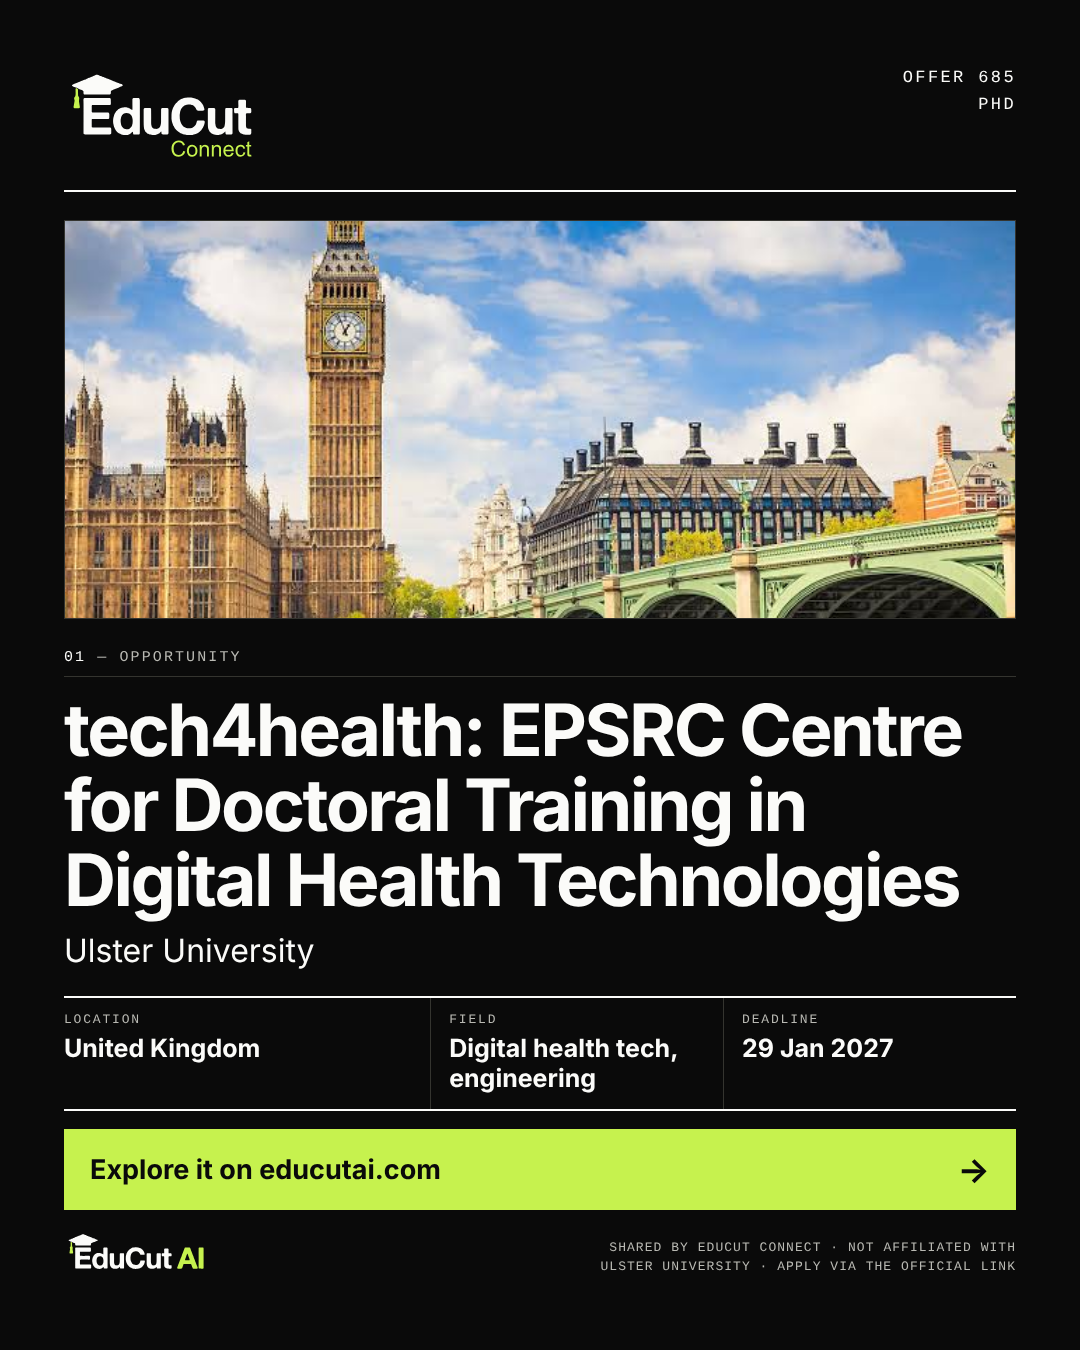 EduCut
Connect
OFFER 685
PHD
01 — OPPORTUNITY
tech4health: EPSRC Centre
for Doctoral Training in
Digital Health Technologies
Ulster University
LOCATION
United Kingdom
FIELD
Digital health tech,
engineering
DEADLINE
29 Jan 2027
Explore it on educutai.com →
EduCut AI
SHARED BY EDUCUT CONNECT · NOT AFFILIATED WITH
ULSTER UNIVERSITY · APPLY VIA THE OFFICIAL LINK